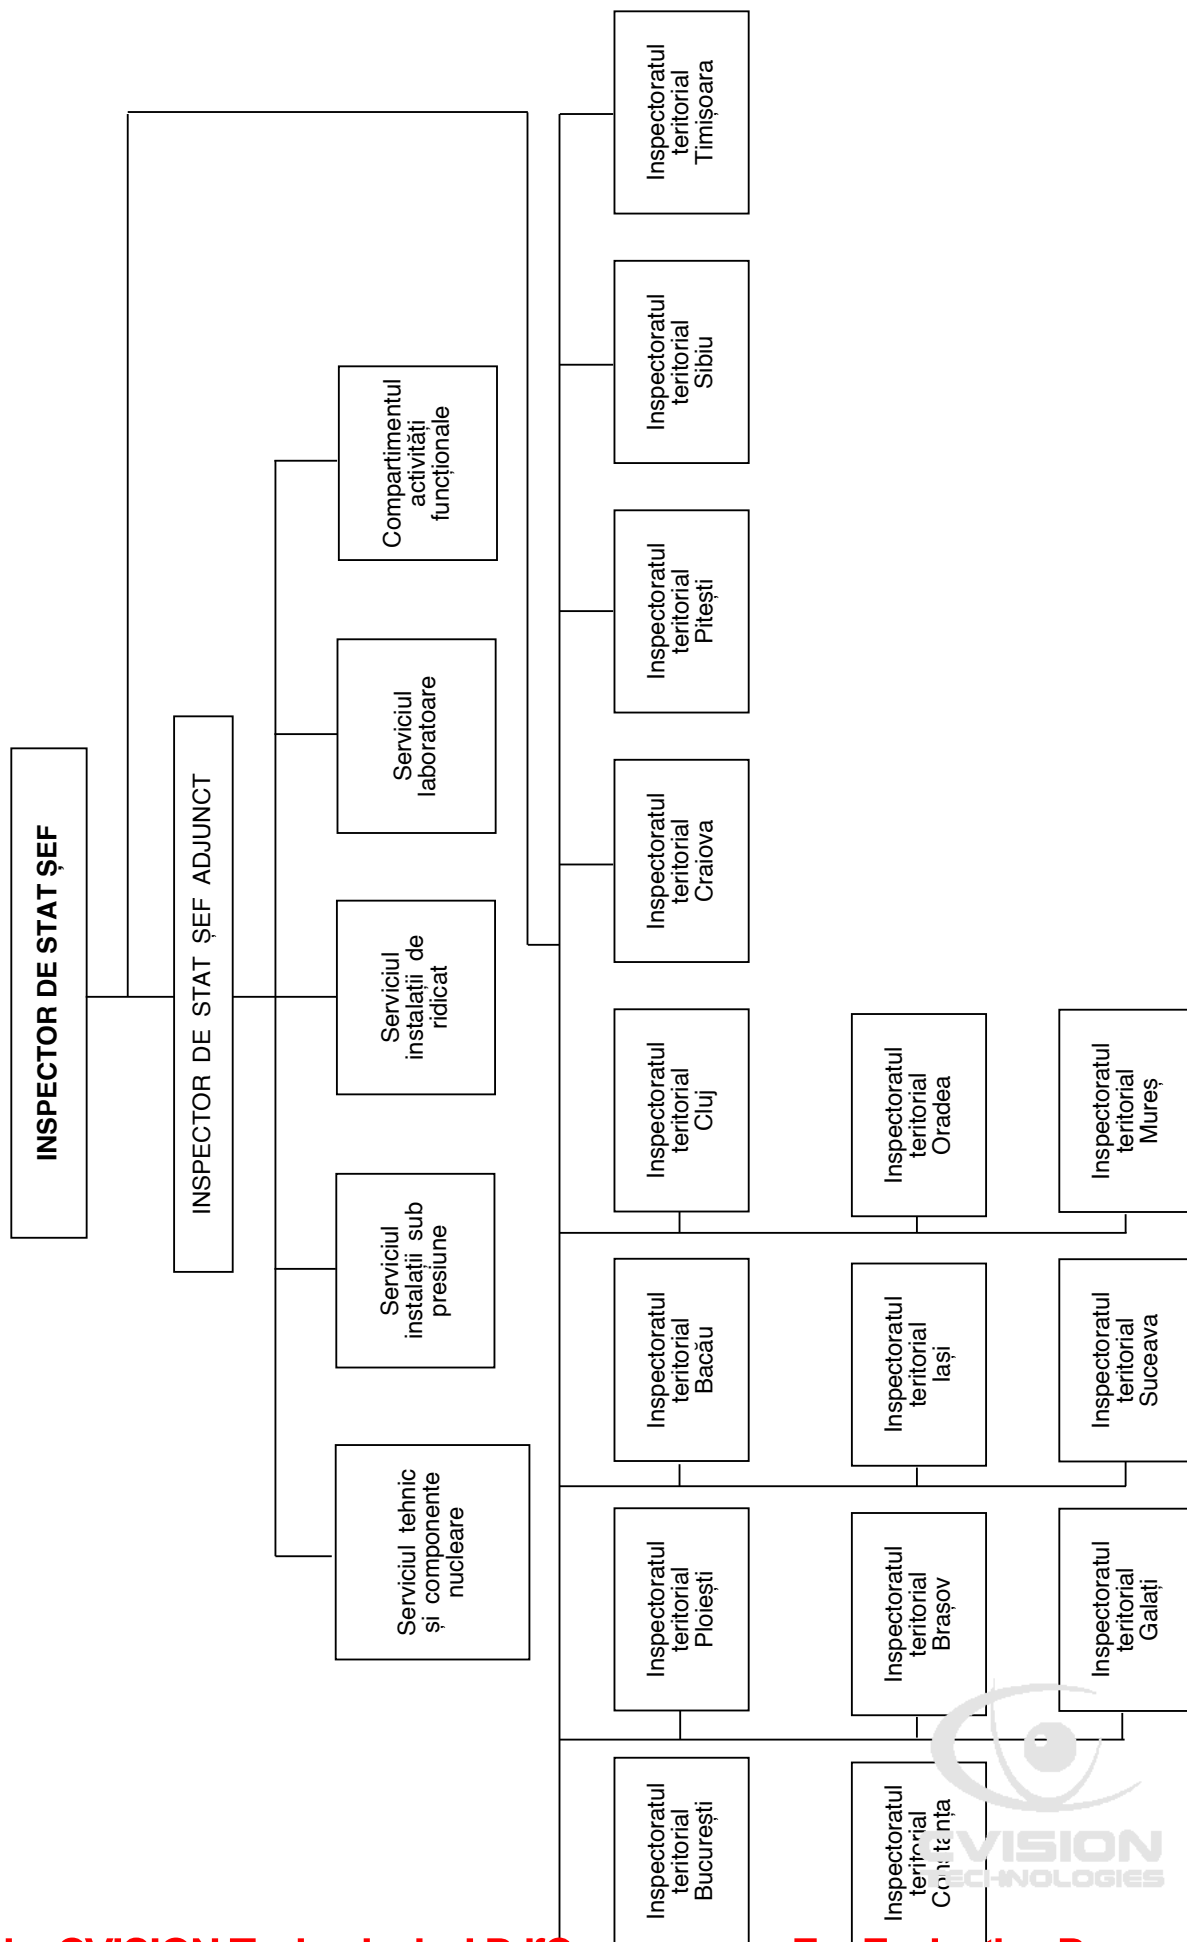 INSPECTOR DE STAT ȘEF
INSPECTOR DE STAT ȘEF ADJUNCT
Serviciul tehnic
și componente
nucleare
Serviciul
instalații sub
presiune
Serviciul
instalații de
ridicat
Serviciul
laboratoare
Compartimentul
activități
funcționale
Inspectoratul
teritorial
București
Inspectoratul
teritorial
Ploiești
Inspectoratul
teritorial
Bacău
Inspectoratul
teritorial
Cluj
Inspectoratul
teritorial
Craiova
Inspectoratul
teritorial
Pitești
Inspectoratul
teritorial
Sibiu
Inspectoratul
teritorial
Timișoara
Inspectoratul
teritorial
Constanța
Inspectoratul
teritorial
Brașov
Inspectoratul
teritorial
Iași
Inspectoratul
teritorial
Oradea
Inspectoratul
teritorial
Galați
Inspectoratul
teritorial
Suceava
Inspectoratul
teritorial
Mureș
CVISION
TECHNOLOGIES